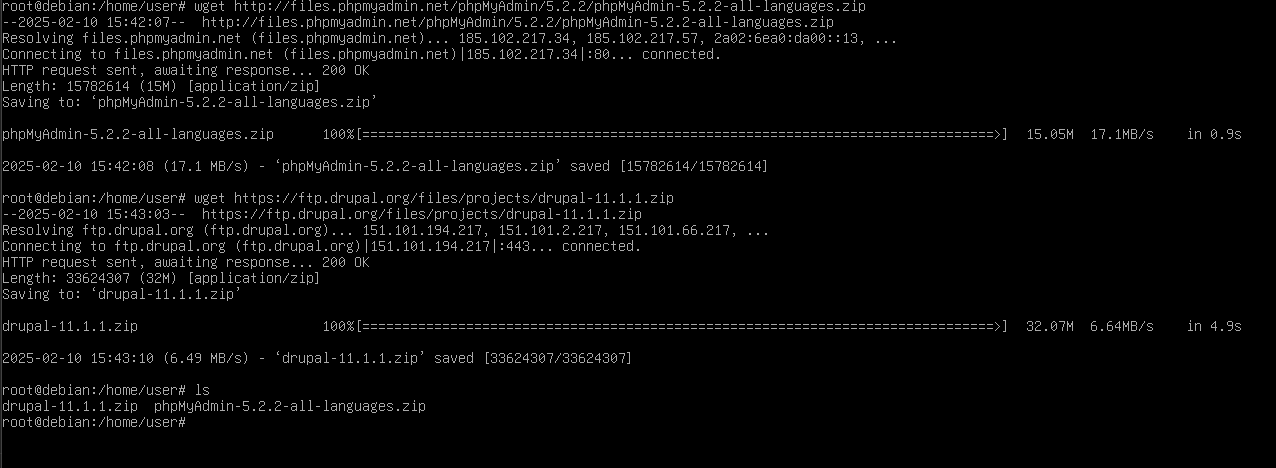 root@debian:/home/user# wget http://files.phpmyadmin.net/phpMyAdmin/5.2.2/phpMyAdmin-5.2.2-all-languages.zip
--2025-02-10 15:42:07--  http://files.phpmyadmin.net/phpMyAdmin/5.2.2/phpMyAdmin-5.2.2-all-languages.zip
Resolving files.phpmyadmin.net (files.phpmyadmin.net)... 185.102.217.34, 185.102.217.57, 2a02:6ea0:da00::13, ...
Connecting to files.phpmyadmin.net (files.phpmyadmin.net)|185.102.217.34|:80... connected.
HTTP request sent, awaiting response... 200 OK
Length: 15782614 (15M) [application/zip]
Saving to: ‘phpMyAdmin-5.2.2-all-languages.zip’
phpMyAdmin-5.2.2-all-languages.zip      100%[===============================================================================>]  15.05M  17.1MB/s    in 0.9s
2025-02-10 15:42:08 (17.1 MB/s) - ‘phpMyAdmin-5.2.2-all-languages.zip’ saved [15782614/15782614]
root@debian:/home/user# wget https://ftp.drupal.org/files/projects/drupal-11.1.1.zip
--2025-02-10 15:43:03--  https://ftp.drupal.org/files/projects/drupal-11.1.1.zip
Resolving ftp.drupal.org (ftp.drupal.org)... 151.101.194.217, 151.101.2.217, 151.101.66.217, ...
Connecting to ftp.drupal.org (ftp.drupal.org)|151.101.194.217|:443... connected.
HTTP request sent, awaiting response... 200 OK
Length: 33624307 (32M) [application/zip]
Saving to: ‘drupal-11.1.1.zip’
drupal-11.1.1.zip                       100%[===============================================================================>]  32.07M  6.64MB/s    in 4.9s
2025-02-10 15:43:10 (6.49 MB/s) - ‘drupal-11.1.1.zip’ saved [33624307/33624307]
root@debian:/home/user# ls
drupal-11.1.1.zip  phpMyAdmin-5.2.2-all-languages.zip
root@debian:/home/user#